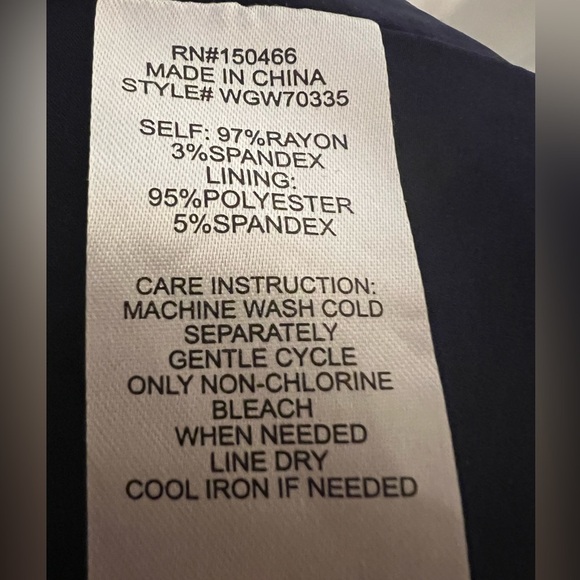 RN#150466
MADE IN CHINA
STYLE# WGW70335
SELF: 97%RAYON
3%SPANDEX
LINING:
95%POLYESTER
5%SPANDEX
CARE INSTRUCTION:
MACHINE WASH COLD
SEPARATELY
GENTLE CYCLE
ONLY NON-CHLORINE
BLEACH
WHEN NEEDED
LINE DRY
COOL IRON IF NEEDED